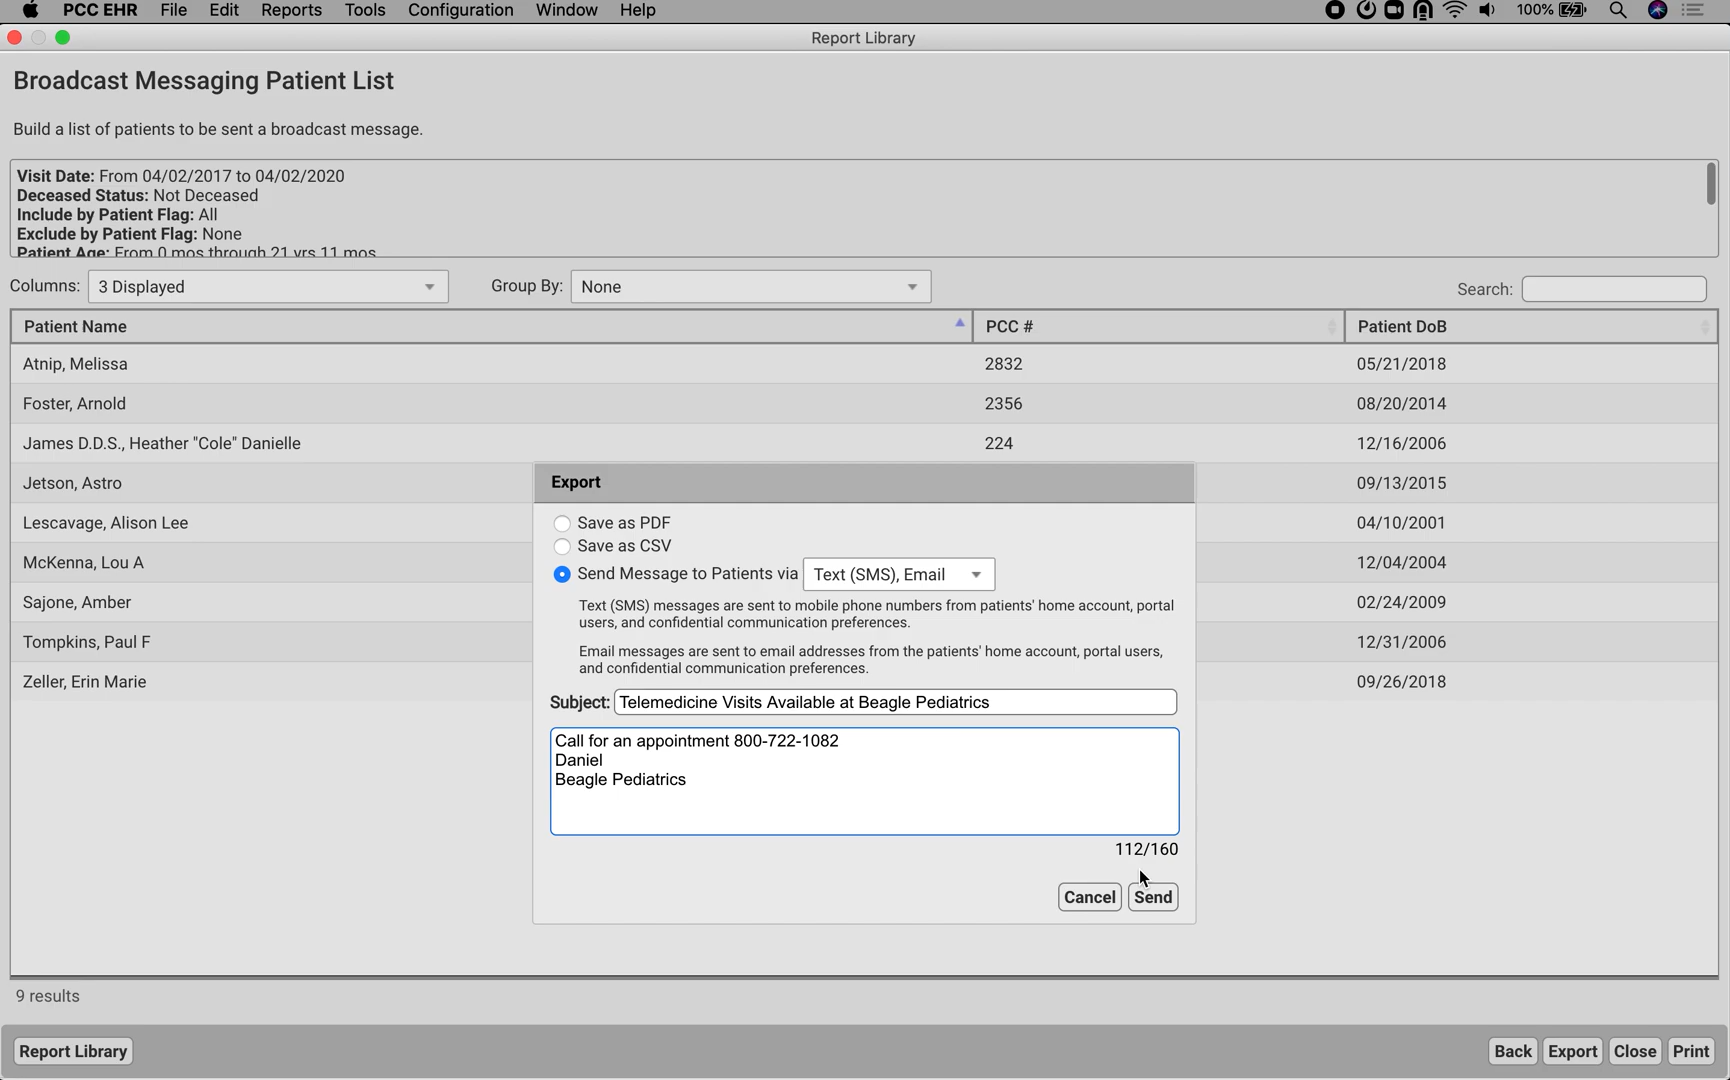 PCC EHR File Edit Reports Tools Configuration Window Help 100%
Report Library
Broadcast Messaging Patient List
Build a list of patients to be sent a broadcast message.
Visit Date: From 04/02/2017 to 04/02/2020
Deceased Status: Not Deceased
Include by Patient Flag: All
Exclude by Patient Flag: None
Patient Age: From 0 mos through 21 yrs 11 mos
Columns: 3 Displayed Group By: None Search:
Patient Name PCC # Patient DoB
Atnip, Melissa 2832 05/21/2018
Foster, Arnold 2356 08/20/2014
James D.D.S., Heather "Cole" Danielle 224 12/16/2006
Jetson, Astro 09/13/2015
Lescavage, Alison Lee 04/10/2001
McKenna, Lou A 12/04/2004
Sajone, Amber 02/24/2009
Tompkins, Paul F 12/31/2006
Zeller, Erin Marie 09/26/2018
Export
Save as PDF
Save as CSV
Send Message to Patients via Text (SMS), Email
Text (SMS) messages are sent to mobile phone numbers from patients' home account, portal
users, and confidential communication preferences.
Email messages are sent to email addresses from the patients' home account, portal users,
and confidential communication preferences.
Subject: Telemedicine Visits Available at Beagle Pediatrics
Call for an appointment 800-722-1082
Daniel
Beagle Pediatrics
112/160
Cancel Send
9 results
Report Library Back Export Close Print